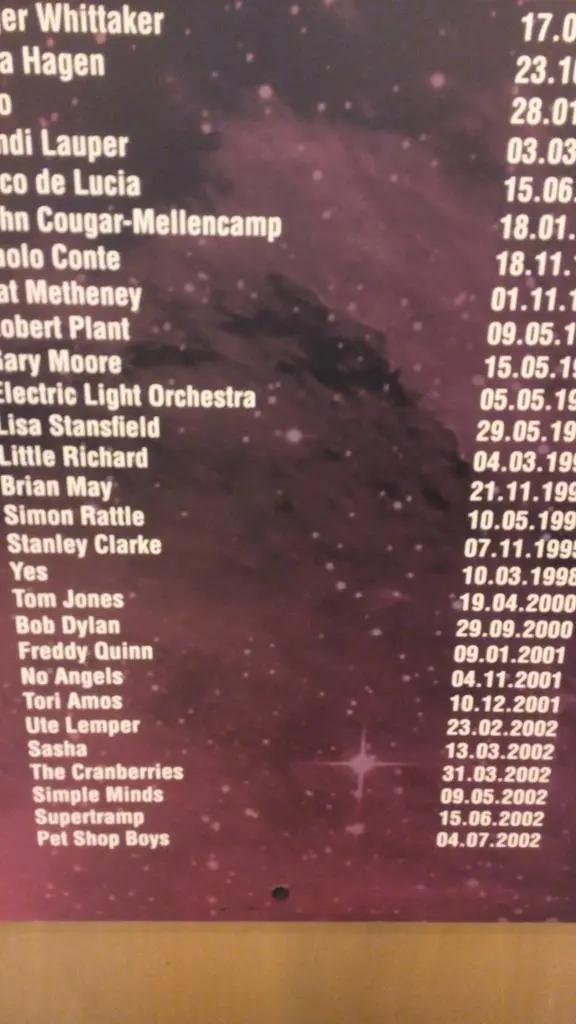 ger Whittaker 17.0
a Hagen 23.1
o 28.01
ndi Lauper 03.03
co de Lucia 15.06.
hn Cougar-Mellencamp 18.01.
aolo Conte 18.11.
at Metheney 01.11.1
obert Plant 09.05.1
Gary Moore 15.05.19
Electric Light Orchestra 05.05.19
Lisa Stansfield 29.05.19
Little Richard 04.03.199
Brian May 21.11.199
Simon Rattle 10.05.199
Stanley Clarke 07.11.1995
Yes 10.03.1998
Tom Jones 19.04.2000
Bob Dylan 29.09.2000
Freddy Quinn 09.01.2001
No Angels 04.11.2001
Tori Amos 10.12.2001
Ute Lemper 23.02.2002
Sasha 13.03.2002
The Cranberries 31.03.2002
Simple Minds 09.05.2002
Supertramp 15.06.2002
Pet Shop Boys 04.07.2002